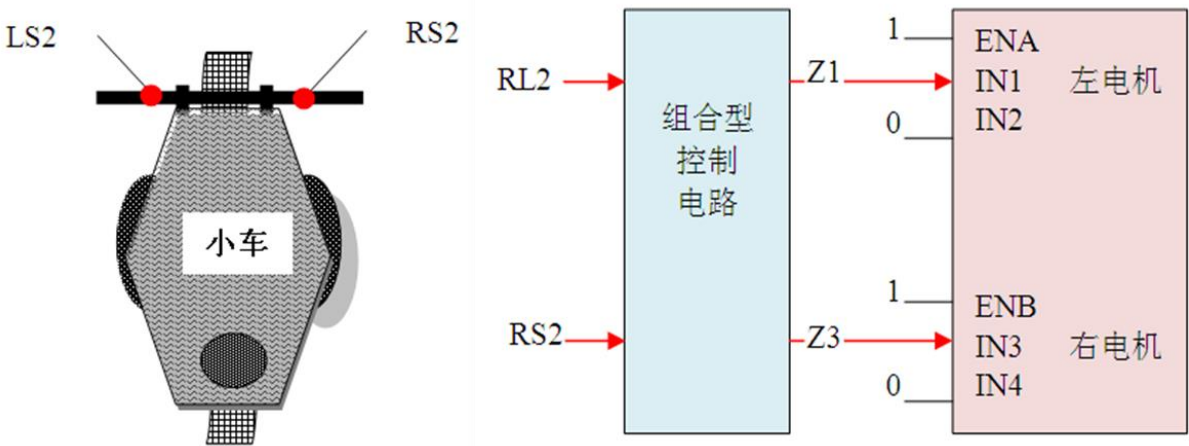 LS2
RS2
小车
RL2
RS2
组合型
控制
电路
Z1
Z3
1
ENA
IN1
左电机
IN2
0
1
ENB
IN3
右电机
IN4
0